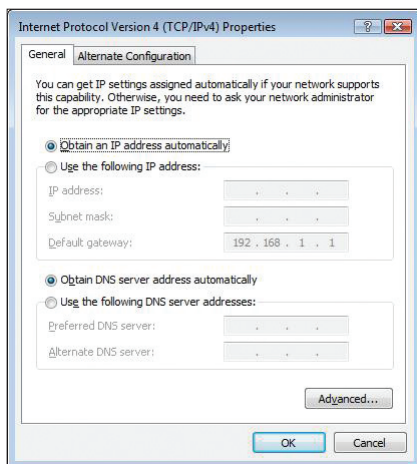 Internet Protocol Version 4 (TCP/IPv4) Properties
General
Alternate Configuration
You can get IP settings assigned automatically if your network supports
this capability. Otherwise, you need to ask your network administrator
for the appropriate IP settings.
Obtain an IP address automatically
Use the following IP address:
IP address:
Subnet mask:
Default gateway:
192 . 168 . 1 . 1
Obtain DNS server address automatically
Use the following DNS server addresses:
Preferred DNS server:
Alternate DNS server:
Advanced...
OK
Cancel